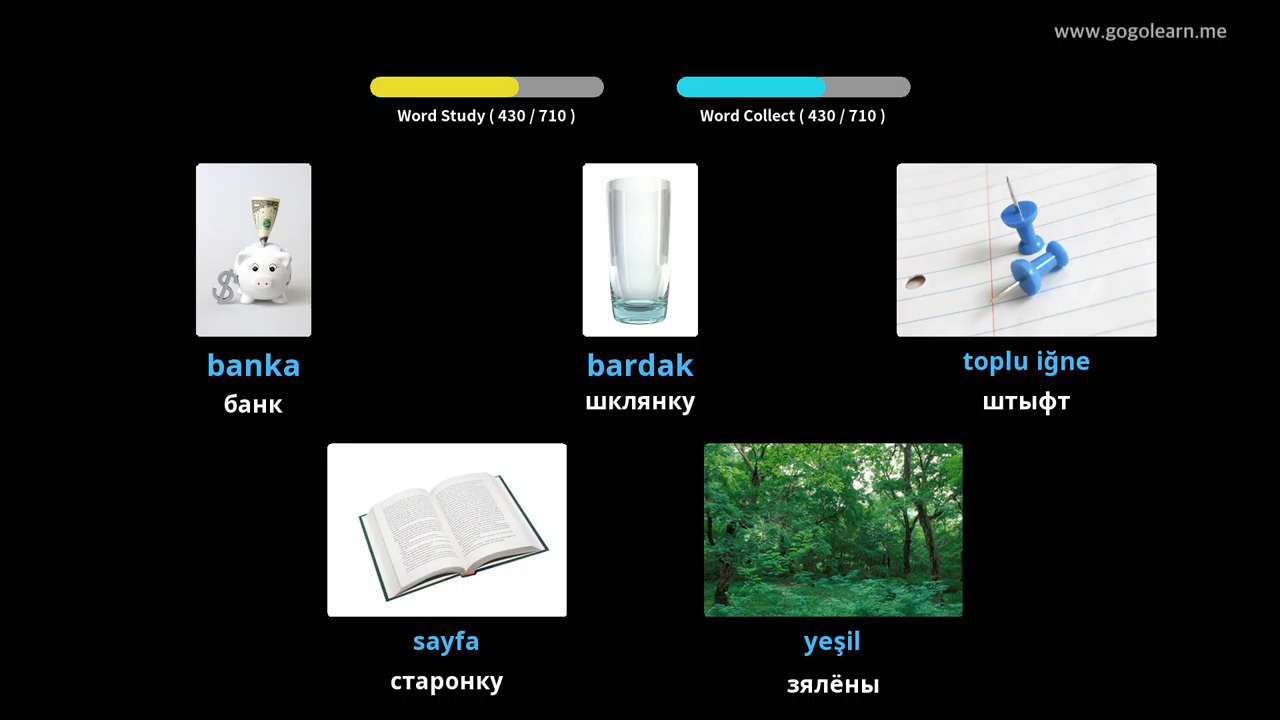 www.gogolearn.me
Word Study ( 430 / 710 )
Word Collect ( 430 / 710 )
banka
банк
bardak
шклянку
toplu iğne
штыфт
sayfa
старонку
yeşil
зялёны